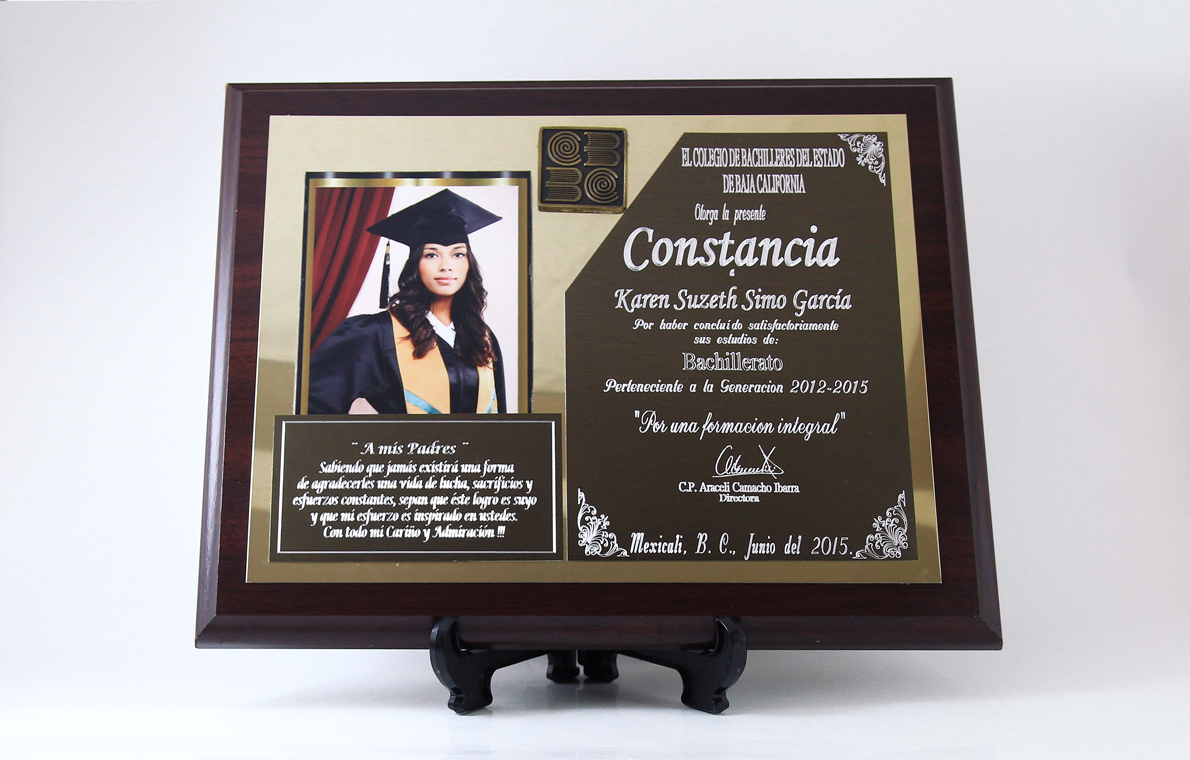 EL COLEGIO DE BACHILLERES DEL ESTADO
DE BAJA CALIFORNIA
Otorga la presente
Constancia
a
Karen Suzeth Simo García
Por haber concluído satisfactoriamente
sus estudios de:
Bachillerato
Perteneciente a la Generacion 2012-2015
"Por una formacion integral"
C.P. Araceli Camacho Ibarra
Directora
Mexicali, B. C., Junio del 2015.
¨ A mis Padres ¨
Sabiendo que jamás existirá una forma
de agradecerles una vida de lucha, sacrificios y
esfuerzos constantes, sepan que éste logro es suyo
y que mi esfuerzo es inspirado en ustedes.
Con todo mi Cariño y Admiración !!!